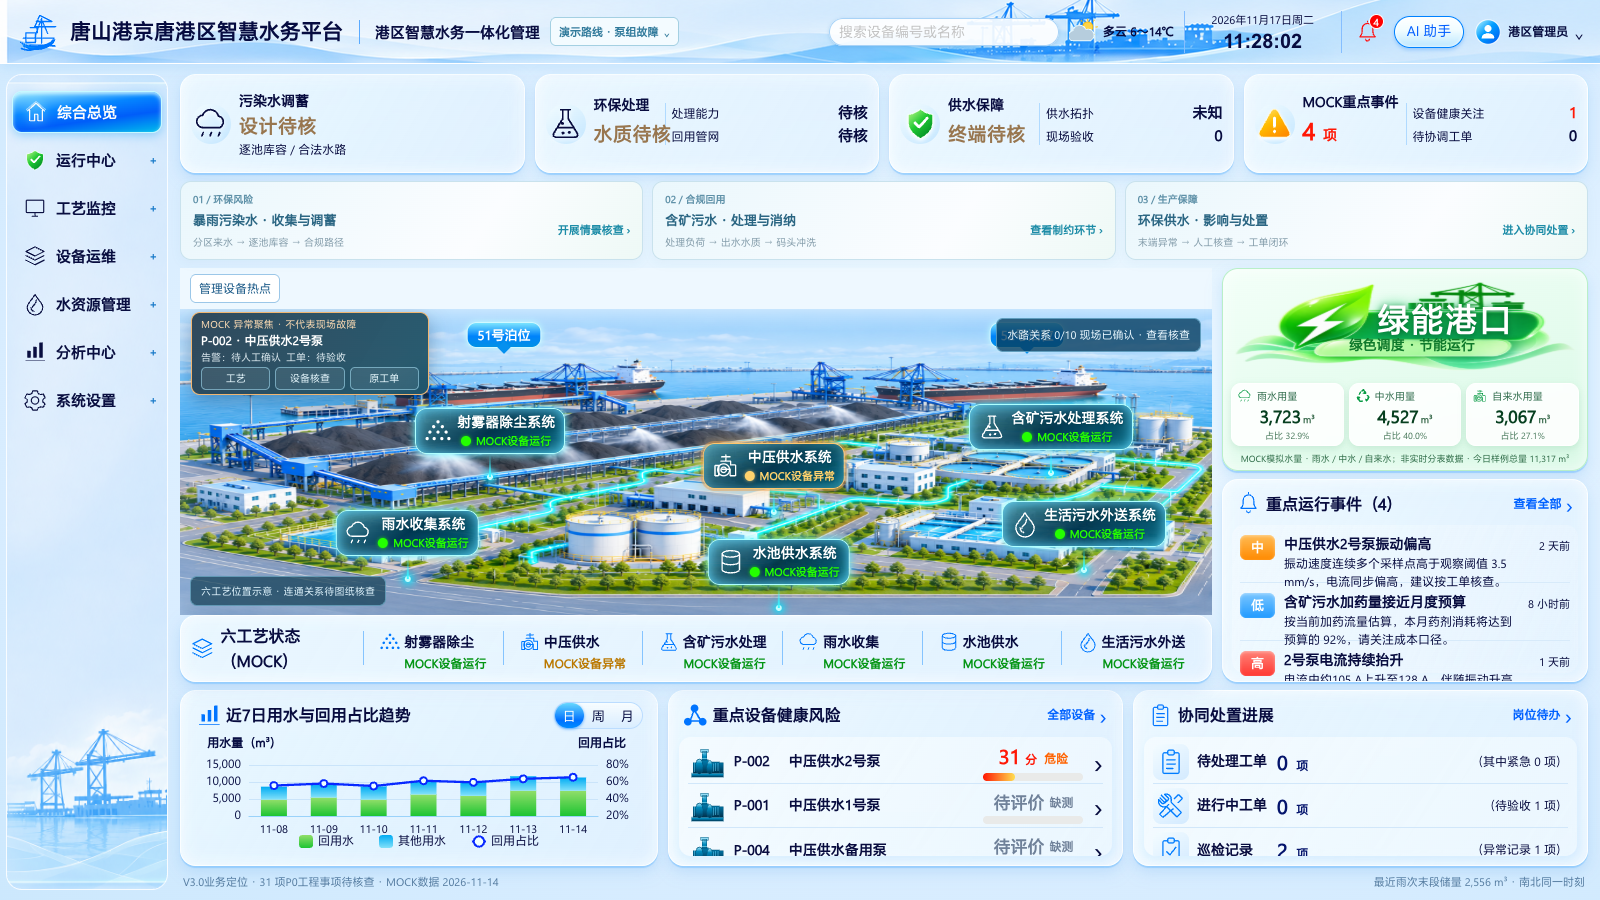 唐山港京唐港区智慧水务平台
港区智慧水务一体化管理
演示路线 · 泵组故障
搜索设备编号或名称
多云 6~14℃
2026年11月17日周二
11:28:02
4
AI 助手
港区管理员
综合总览
运行中心 +
工艺监控 +
设备运维 +
水资源管理 +
分析中心 +
系统设置 +
污染水调蓄
设计待核
逐池库容 / 合法水路
环保处理
水质待核
处理能力 待核
回用管网 待核
供水保障
终端待核
供水拓扑 未知
现场验收 0
MOCK重点事件
4 项
设备健康关注 1
待协调工单 0
01 / 环保风险
暴雨污染水 · 收集与调蓄
分区来水 → 逐池库容 → 合规路径
开展情景核查 ›
02 / 合规回用
含矿污水 · 处理与消纳
处理负荷 → 出水水质 → 码头冲洗
查看制约环节 ›
03 / 生产保障
环保供水 · 影响与处置
末端异常 → 人工核查 → 工单闭环
进入协同处置 ›
管理设备热点
MOCK 异常聚焦 · 不代表现场故障
P-002 · 中压供水2号泵
告警：待人工确认 工单：待验收
工艺 设备核查 原工单
51号泊位
水路关系 0/10 现场已确认 · 查看核查
射雾器除尘系统
MOCK设备运行
含矿污水处理系统
MOCK设备运行
中压供水系统
MOCK设备异常
雨水收集系统
MOCK设备运行
生活污水外送系统
MOCK设备运行
水池供水系统
MOCK设备运行
六工艺位置示意 · 连通关系待图纸核查
六工艺状态
（MOCK）
射雾器除尘
MOCK设备运行
中压供水
MOCK设备异常
含矿污水处理
MOCK设备运行
雨水收集
MOCK设备运行
水池供水
MOCK设备运行
生活污水外送
MOCK设备运行
绿能港口
绿色调度 · 节能运行
雨水用量
3,723 m³
占比 32.9%
中水用量
4,527 m³
占比 40.0%
自来水用量
3,067 m³
占比 27.1%
MOCK模拟水量 · 雨水 / 中水 / 自来水；非实时分表数据 · 今日样例总量 11,317 m³
重点运行事件（4）
查看全部 ›
中 中压供水2号泵振动偏高 2 天前
振动速度连续多个采样点高于观察阈值 3.5
mm/s，电流同步偏高，建议按工单核查。
低 含矿污水加药量接近月度预算 8 小时前
按当前加药流量估算，本月药剂消耗将达到
预算的 92%，请关注成本口径。
高 2号泵电流持续抬升 1 天前
电流由约105 A上升至128 A，伴随振动升高
近7日用水与回用占比趋势
日 周 月
用水量（m³） 回用占比
15,000 80%
10,000 60%
5,000 40%
0 20%
11-08 11-09 11-10 11-11 11-12 11-13 11-14
回用水 其他用水 回用占比
重点设备健康风险
全部设备 ›
P-002 中压供水2号泵 31 分 危险 ›
P-001 中压供水1号泵 待评价 缺测 ›
P-004 中压供水备用泵 待评价 缺测 ›
协同处置进展
岗位待办 ›
待处理工单 0 项 （其中紧急 0 项）
进行中工单 0 项 （待验收 1 项）
巡检记录 2 项 （异常记录 1 项）
V3.0业务定位 · 31 项P0工程事项待核查 · MOCK数据 2026-11-14
最近雨次末段储量 2,556 m³ · 南北同一时刻